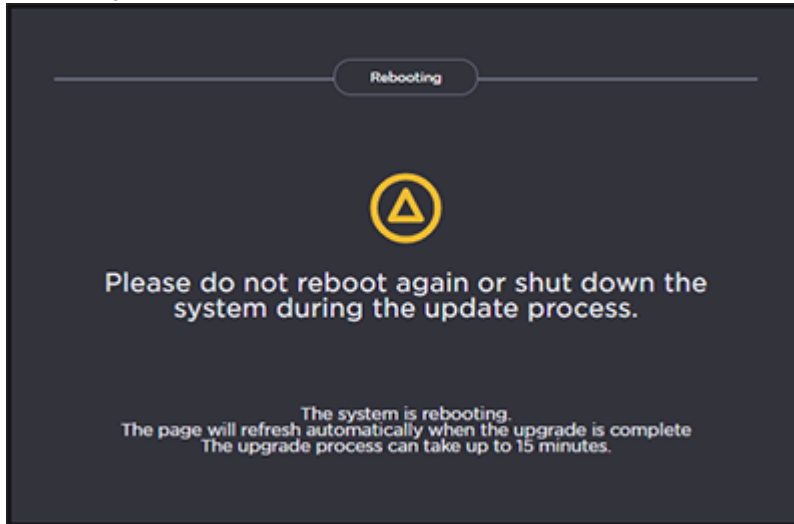 Rebooting
Please do not reboot again or shut down the
system during the update process.
The system is rebooting.
The page will refresh automatically when the upgrade is complete
The upgrade process can take up to 15 minutes.